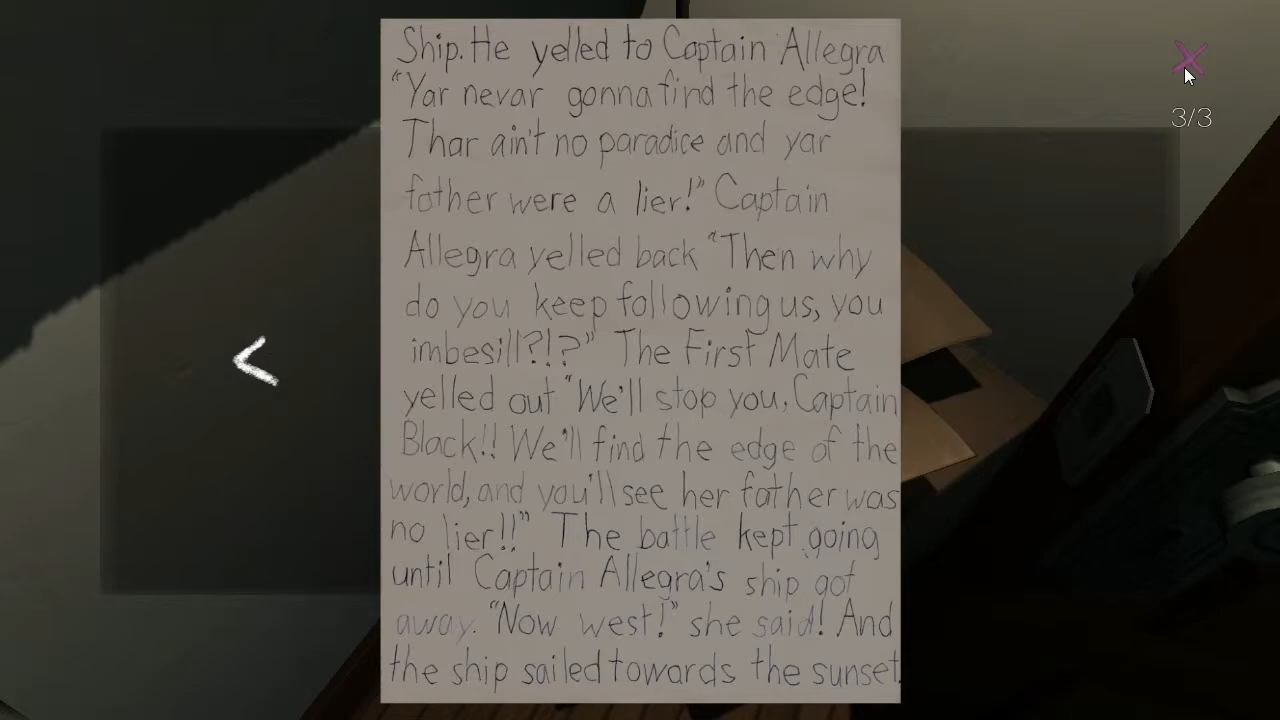 Ship. He yelled to Captain Allegra
"Yar nevar gonna find the edge!
Thar ain't no paradice and yar
father were a lier!" Captain
Allegra yelled back "Then why
do you keep following us, you
imbesill?!?" The First Mate
yelled out "We'll stop you, Captain
Black!! We'll find the edge of the
world, and you'll see her father was
no lier!!" The battle kept going
until Captain Allegra's ship got
away. "Now west!" she said! And
the ship sailed towards the sunset.
3/3